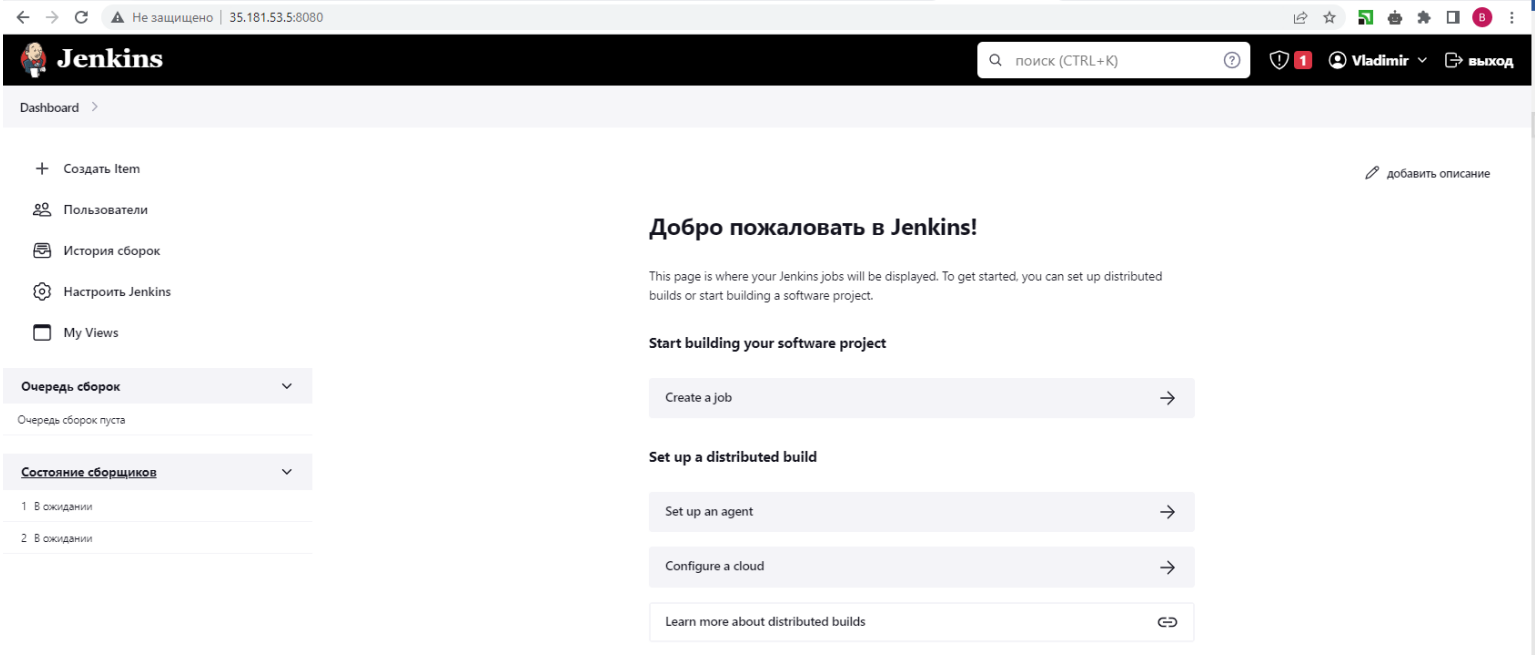 Не защищено | 35.181.53.5:8080
B
Jenkins
поиск (CTRL+K)
1
Vladimir
выход
Dashboard
Создать Item
добавить описание
Пользователи
История сборок
Настроить Jenkins
My Views
Очередь сборок
Очередь сборок пуста
Состояние сборщиков
1 В ожидании
2 В ожидании
Добро пожаловать в Jenkins!
This page is where your Jenkins jobs will be displayed. To get started, you can set up distributed
builds or start building a software project.
Start building your software project
Create a job
Set up a distributed build
Set up an agent
Configure a cloud
Learn more about distributed builds